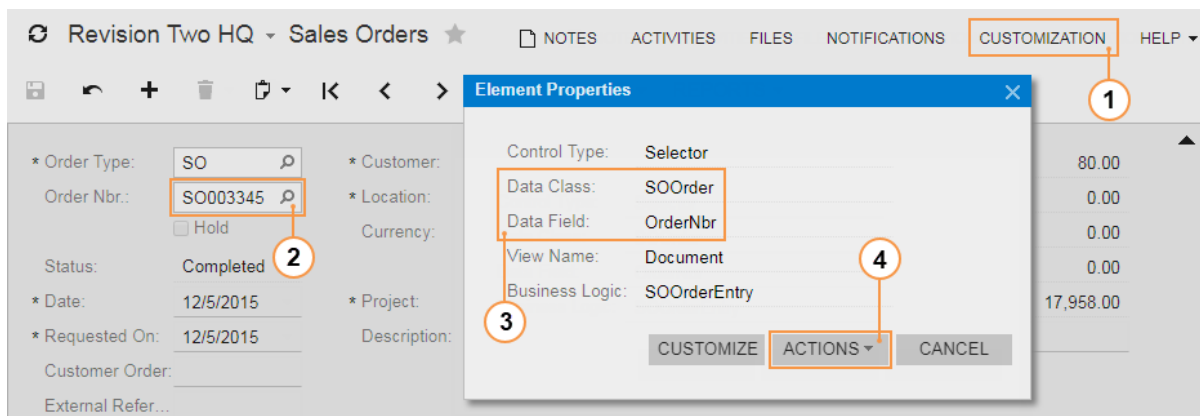 Revision Two HQ Sales Orders NOTES ACTIVITIES FILES NOTIFICATIONS CUSTOMIZATION HELP
1
Element Properties
* Order Type: SO
* Customer:
80.00
Order Nbr.: SO003345
* Location:
0.00
Hold
Currency:
0.00
2
Status: Completed
0.00
* Date: 12/5/2015
* Project:
17,958.00
* Requested On: 12/5/2015
Description:
Customer Order:
External Refer...
Control Type: Selector
Data Class: SOOrder
Data Field: OrderNbr
View Name: Document
Business Logic: SOOrderEntry
3
4
CUSTOMIZE ACTIONS CANCEL